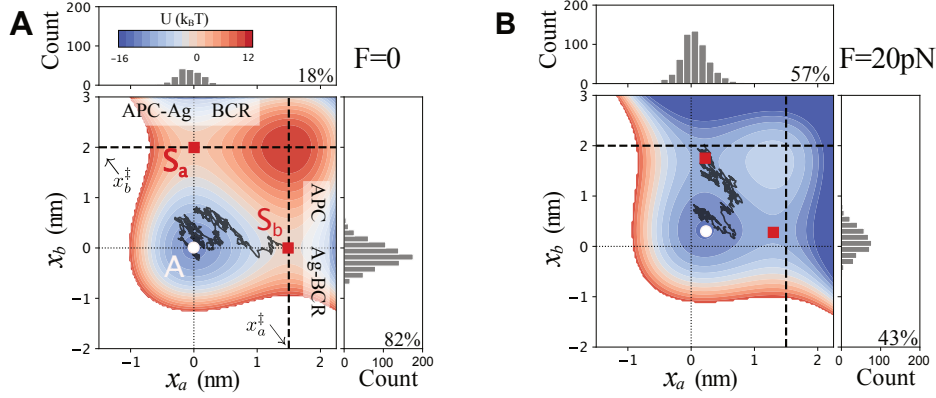 A
U (k_BT)
-16
0
12
Count
200
100
0
18%
F=0
APC-Ag
BCR
3
2
1
0
-1
-2
x_b (nm)
x_b^‡
S_a
S_b
A
x_a^‡
APC
Ag-BCR
-1
0
1
2
x_a (nm)
82%
0
100
200
Count
B
Count
200
100
0
57%
F=20pN
3
2
1
0
-1
-2
x_b (nm)
-1
0
1
2
x_a (nm)
43%
0
100
200
Count